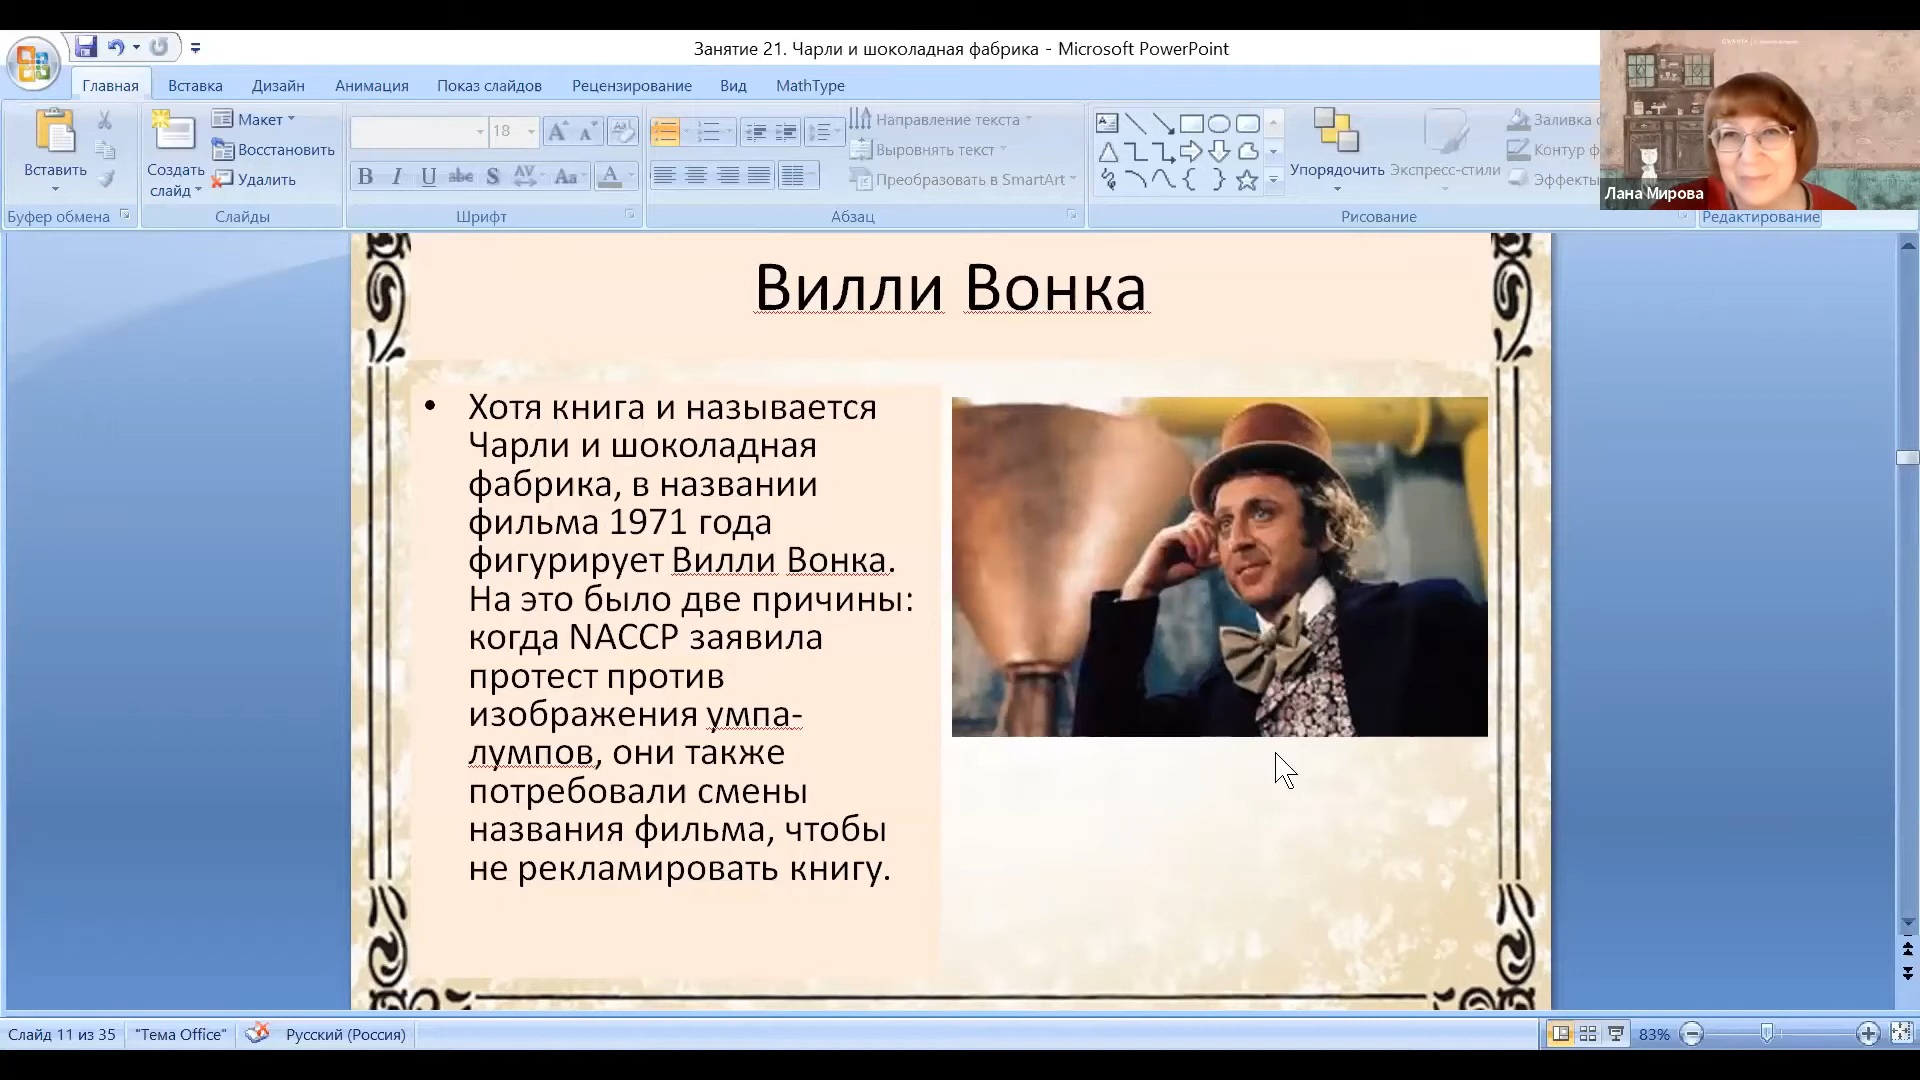 Занятие 21. Чарли и шоколадная фабрика - Microsoft PowerPoint
Главная Вставка Дизайн Анимация Показ слайдов Рецензирование Вид MathType
Вставить
Буфер обмена
Создать слайд
Макет
Восстановить
Удалить
Слайды
18
Шрифт
Направление текста
Выровнять текст
Преобразовать в SmartArt
Абзац
Упорядочить
Экспресс-стили
Заливка
Контур ф
Эффекты
Рисование
Редактирование
Лана Мирова
Вилли Вонка
• Хотя книга и называется
Чарли и шоколадная
фабрика, в названии
фильма 1971 года
фигурирует Вилли Вонка.
На это было две причины:
когда NACCP заявила
протест против
изображения умпа-
лумпов, они также
потребовали смены
названия фильма, чтобы
не рекламировать книгу.
Слайд 11 из 35 "Тема Office" Русский (Россия) 83%